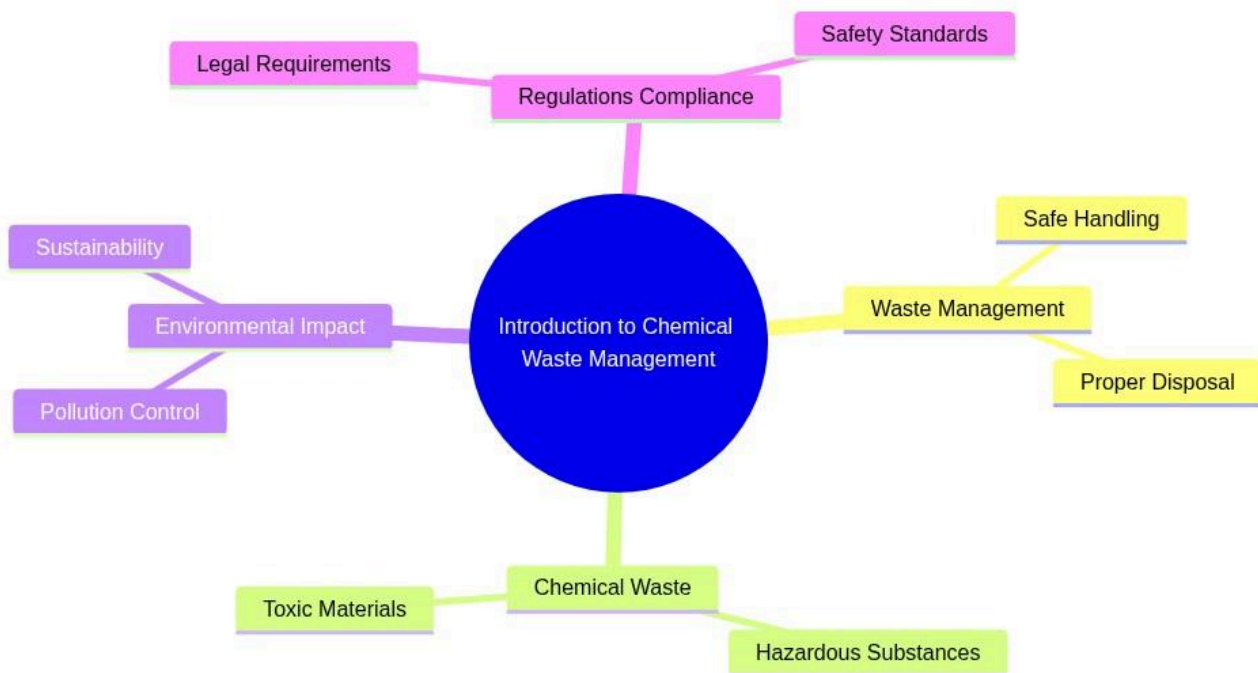 Safety Standards
Legal Requirements
Regulations Compliance
Safe Handling
Sustainability
Waste Management
Environmental Impact
Introduction to Chemical
Waste Management
Proper Disposal
Pollution Control
Chemical Waste
Toxic Materials
Hazardous Substances